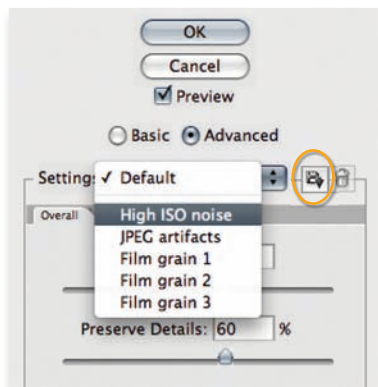 OK
Cancel
Preview
Basic Advanced
Settings Default
Overall
High ISO noise
JPEG artifacts
Film grain 1
Film grain 2
Film grain 3
Preserve Details: 60 %